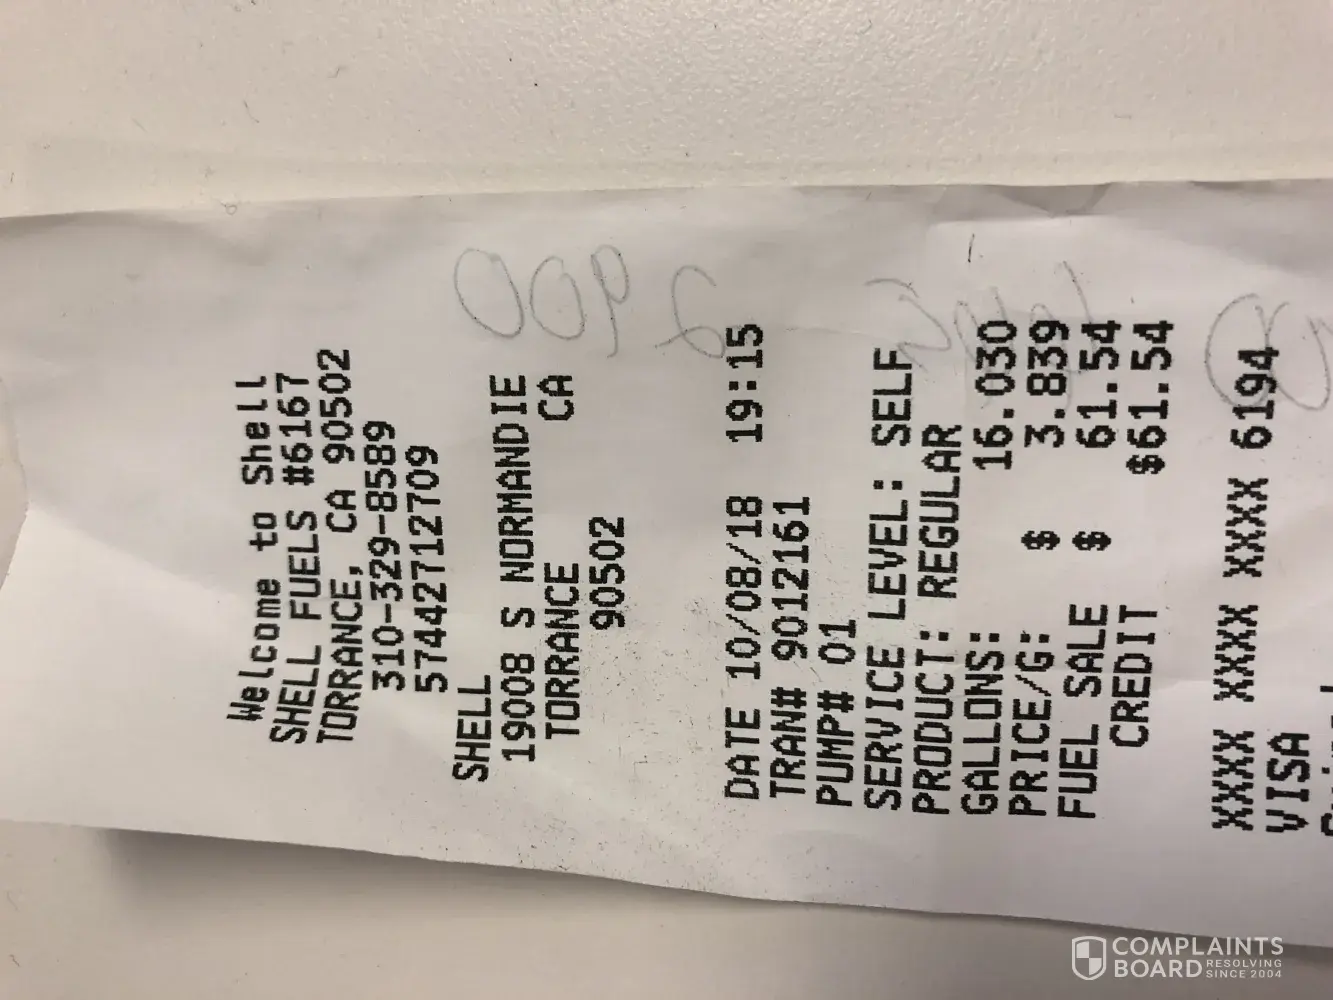 Welcome to Shell
SHELL FUELS #6167
TORRANCE, CA 90502
310-329-8589
57442712709
SHELL
19008 S NORMANDIE
TORRANCE CA
90502
DATE 10/08/18 19:15
TRAN# 9012161
PUMP# 01
SERVICE LEVEL: SELF
PRODUCT: REGULAR
GALLONS: 16.030
PRICE/G: $ 3.839
FUEL SALE $ 61.54
CREDIT $61.54
XXXX XXXX XXXX 6194
VISA
COMPLAINTS
BOARD RESOLVING
SINCE 2004